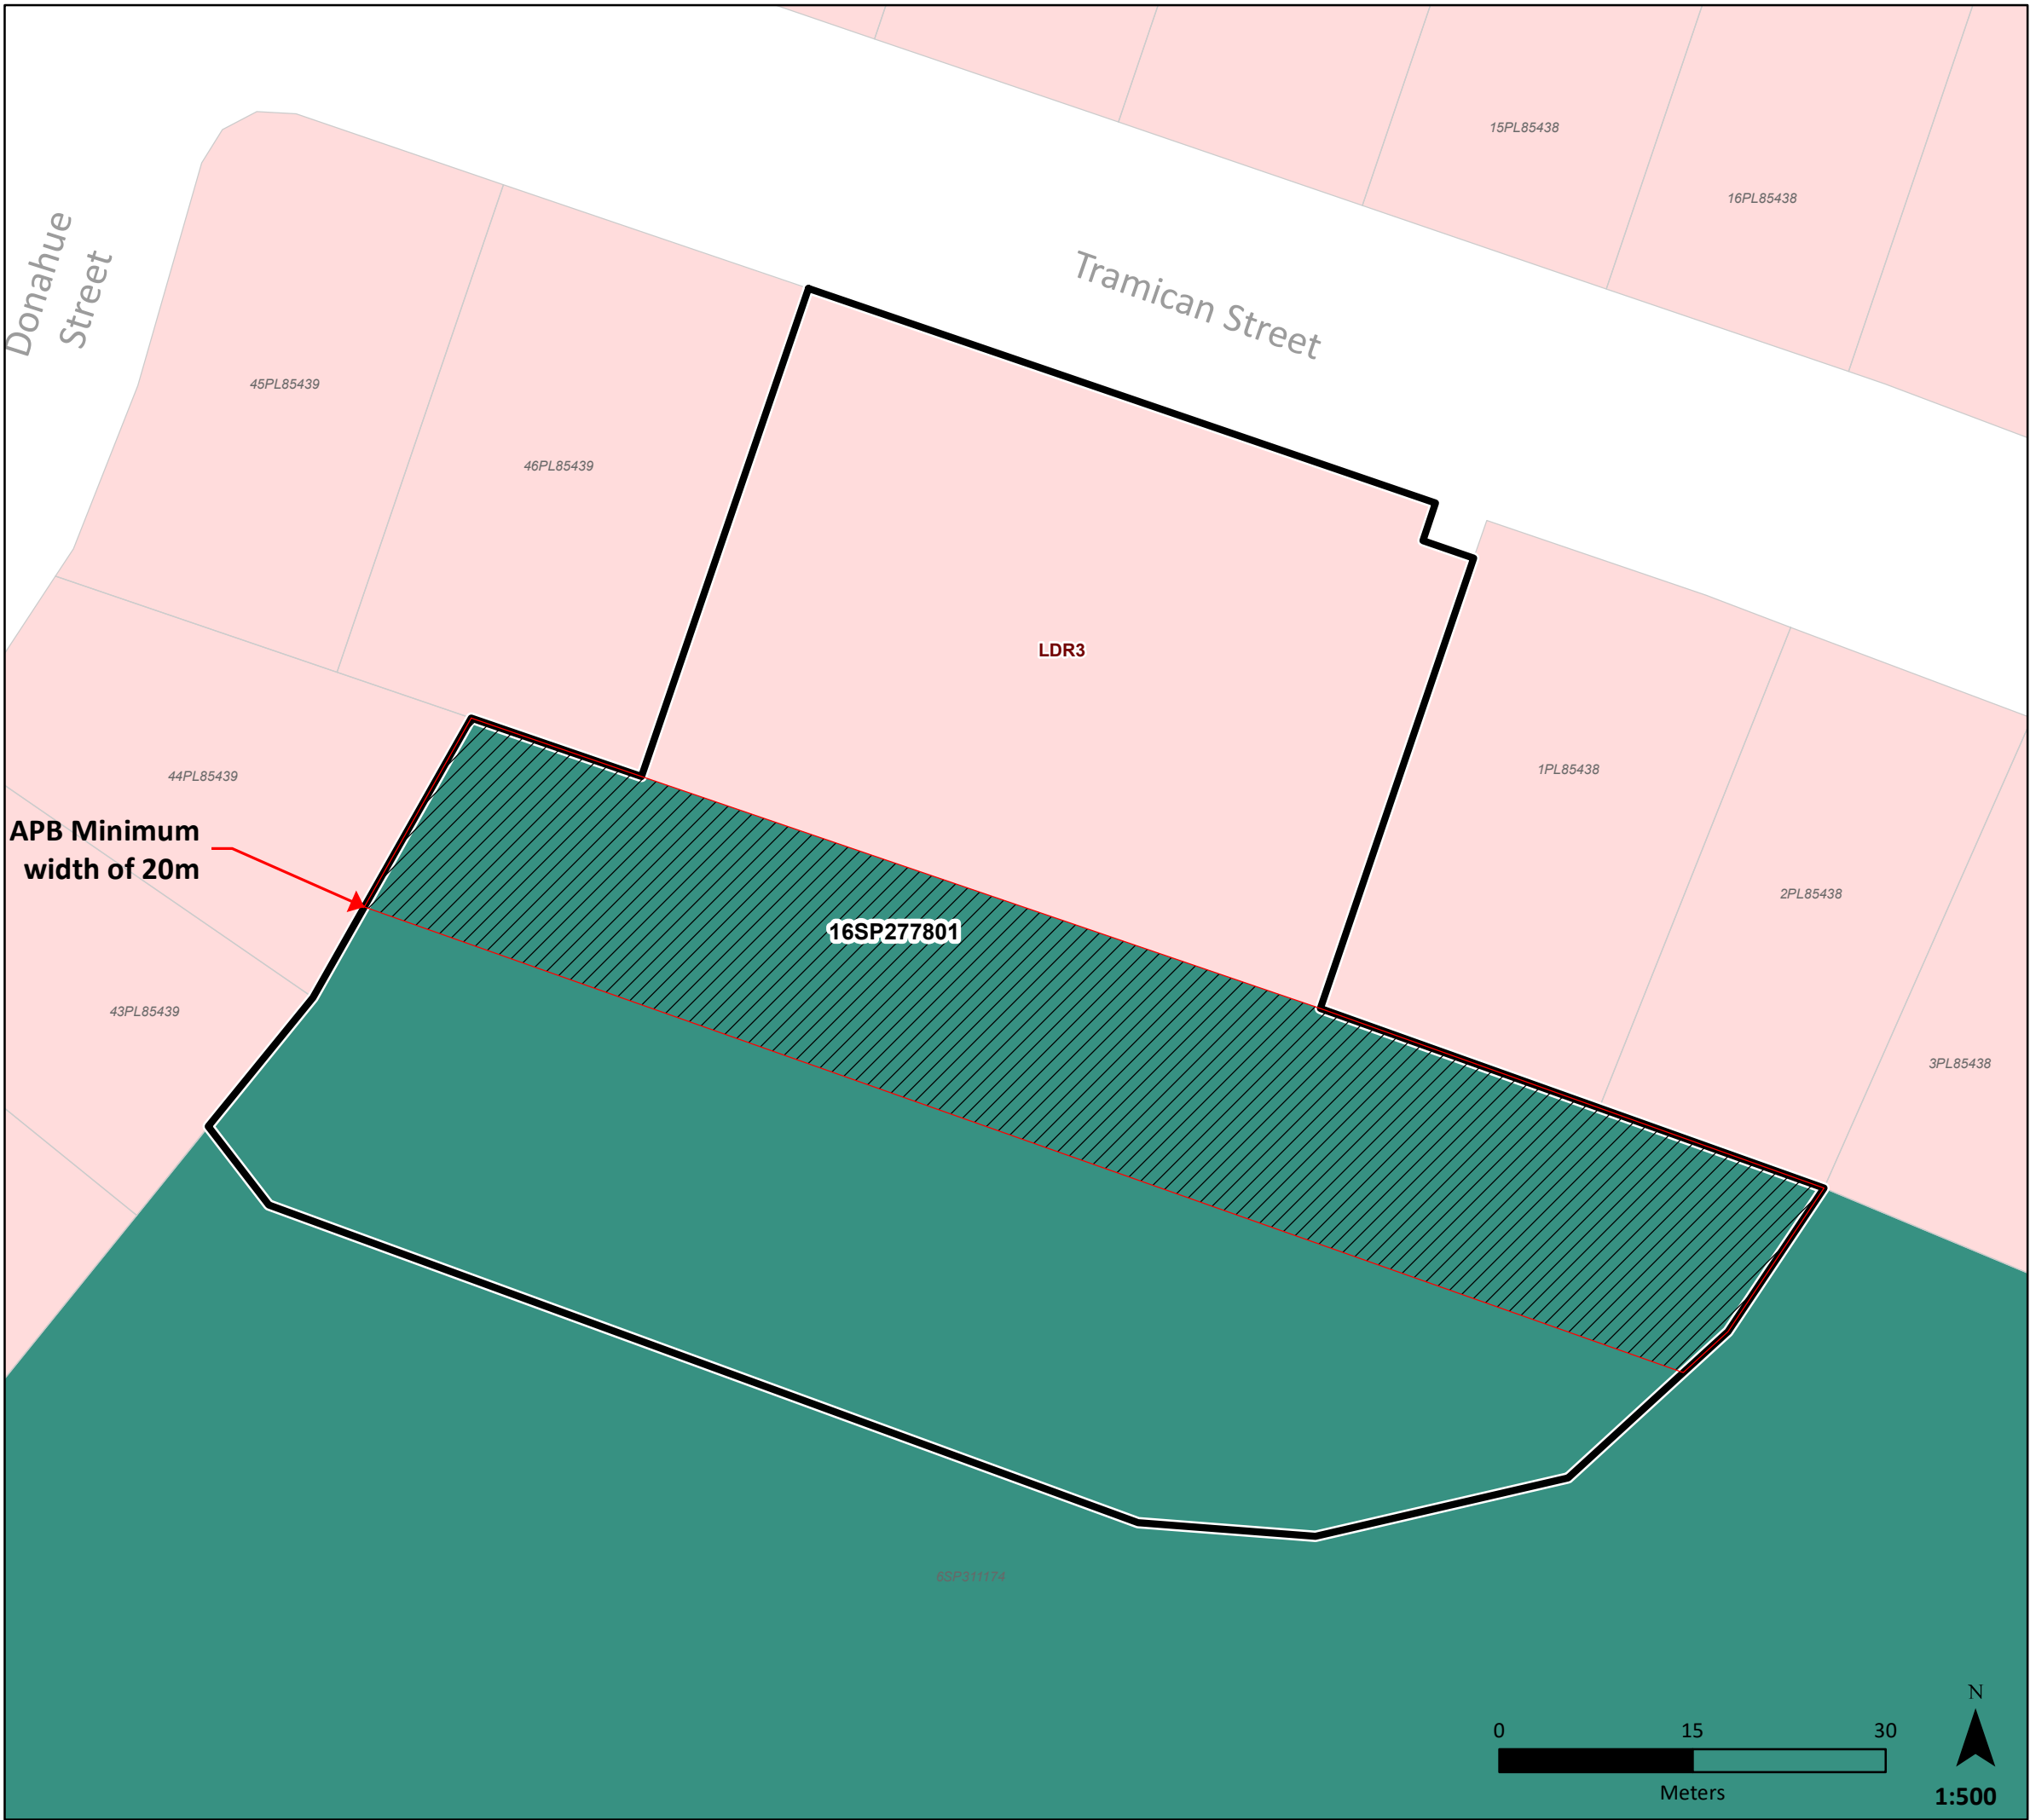 15PL85438
16PL85438
Donahue
Street
Tramican Street
45PL85439
46PL85439
LDR3
44PL85439
1PL85438
APB Minimum
width of 20m
2PL85438
16SP277801
43PL85439
3PL85438
6SP311174
N
0 15 30
Meters
1:500